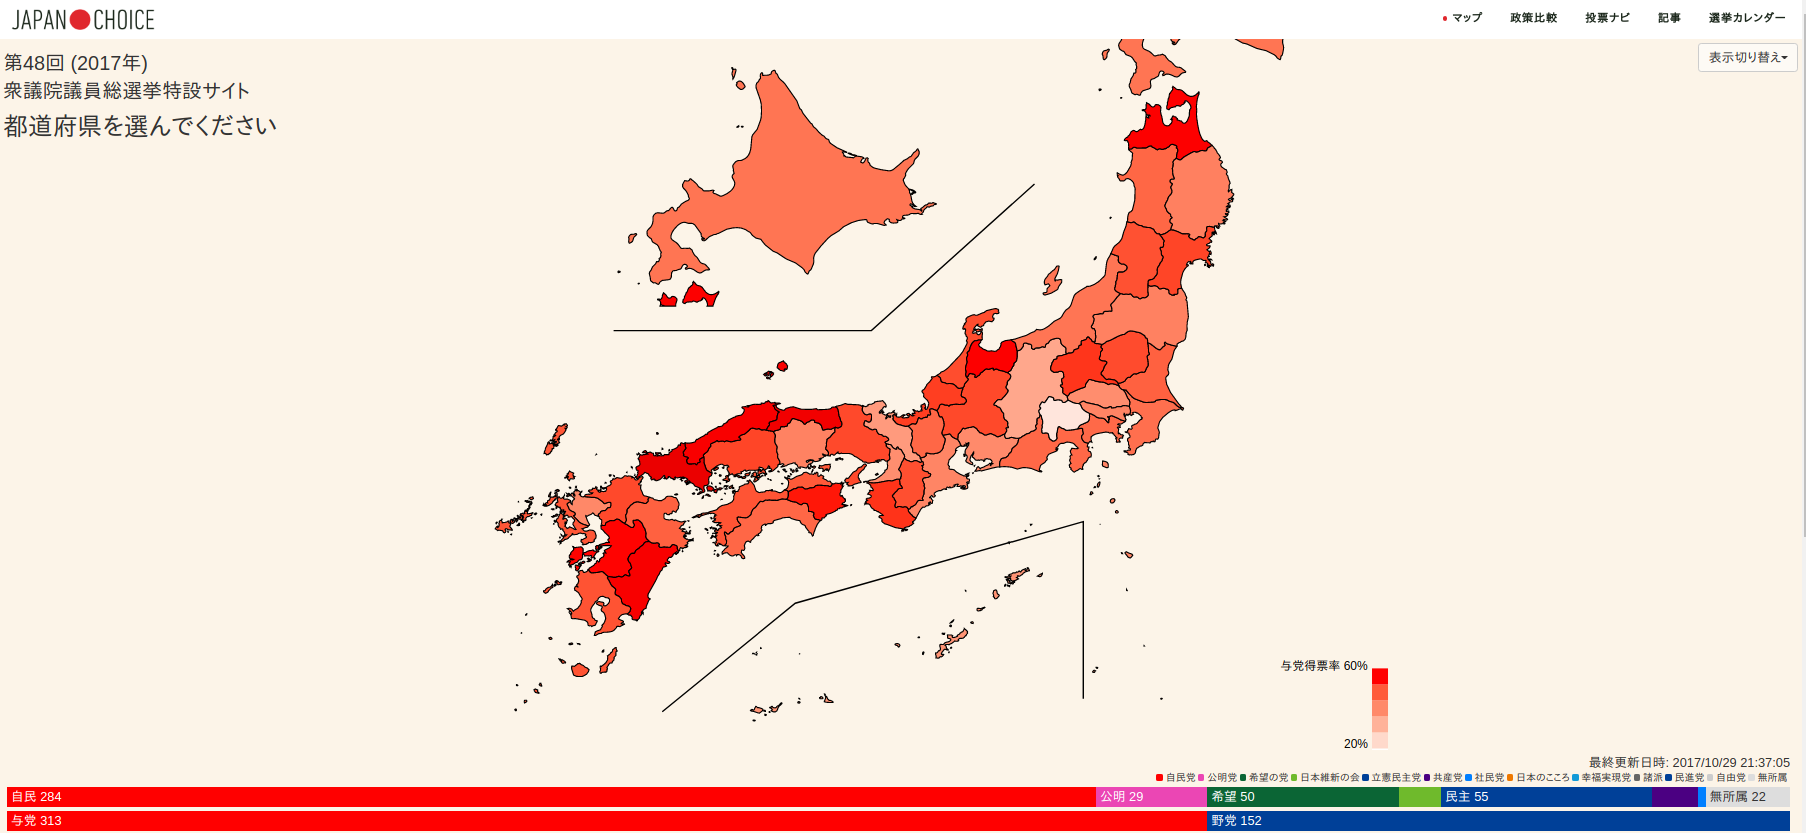 JAPAN CHOICE
マップ 政策比較 投票ナビ 記事 選挙カレンダー
第48回 (2017年)
衆議院議員総選挙特設サイト
都道府県を選んでください
表示切り替え
与党得票率 60%
20%
最終更新日時: 2017/10/29 21:37:05
自民党 公明党 希望の党 日本維新の会 立憲民主党 共産党 社民党 日本のこころ 幸福実現党 諸派 民進党 自由党 無所属
自民 284 公明 29 希望 50 民主 55 無所属 22
与党 313 野党 152